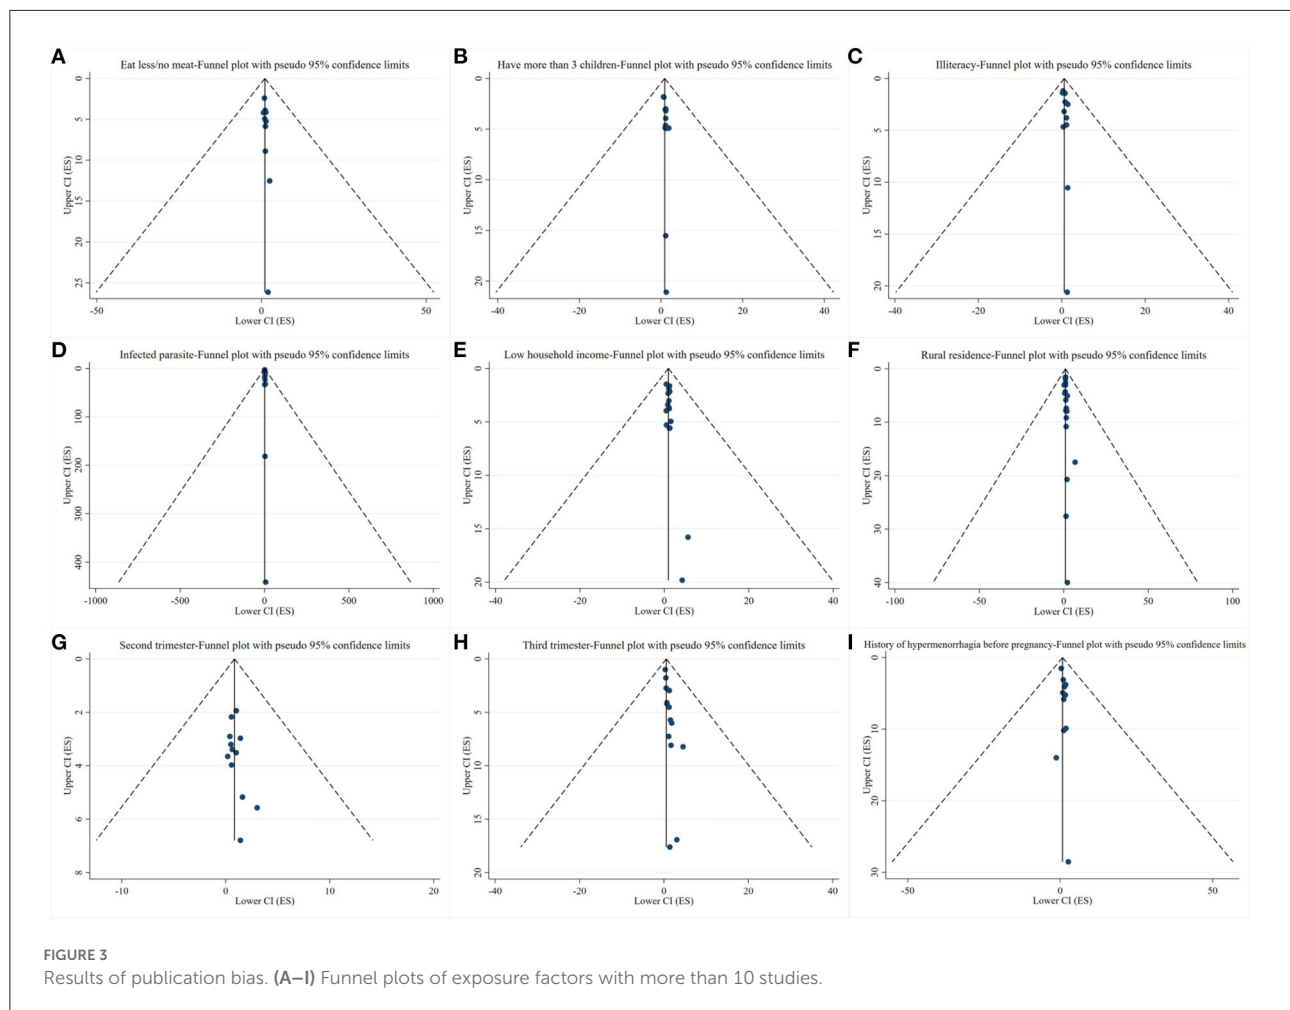 A
Eat less/no meat-Funnel plot with pseudo 95% confidence limits
Upper CI (ES)
0
5
10
15
20
25
-50
0
50
Lower CI (ES)
B
Have more than 3 children-Funnel plot with pseudo 95% confidence limits
Upper CI (ES)
0
5
10
15
20
-40
-20
0
20
40
Lower CI (ES)
C
Illiteracy-Funnel plot with pseudo 95% confidence limits
Upper CI (ES)
0
5
10
15
20
-40
-20
0
20
40
Lower CI (ES)
D
Infected parasite-Funnel plot with pseudo 95% confidence limits
Upper CI (ES)
0
100
200
300
400
-1000
-500
0
500
1000
Lower CI (ES)
E
Low household income-Funnel plot with pseudo 95% confidence limits
Upper CI (ES)
0
5
10
15
20
-40
-20
0
20
40
Lower CI (ES)
F
Rural residence-Funnel plot with pseudo 95% confidence limits
Upper CI (ES)
0
10
20
30
40
-100
-50
0
50
100
Lower CI (ES)
G
Second trimester-Funnel plot with pseudo 95% confidence limits
Upper CI (ES)
0
2
4
6
8
-10
0
10
20
Lower CI (ES)
H
Third trimester-Funnel plot with pseudo 95% confidence limits
Upper CI (ES)
0
5
10
15
20
-40
-20
0
20
40
Lower CI (ES)
I
History of hypermenorrhagia before pregnancy-Funnel plot with pseudo 95% confidence limits
Upper CI (ES)
0
10
20
30
-50
0
50
Lower CI (ES)
FIGURE 3
Results of publication bias. (A–I) Funnel plots of exposure factors with more than 10 studies.